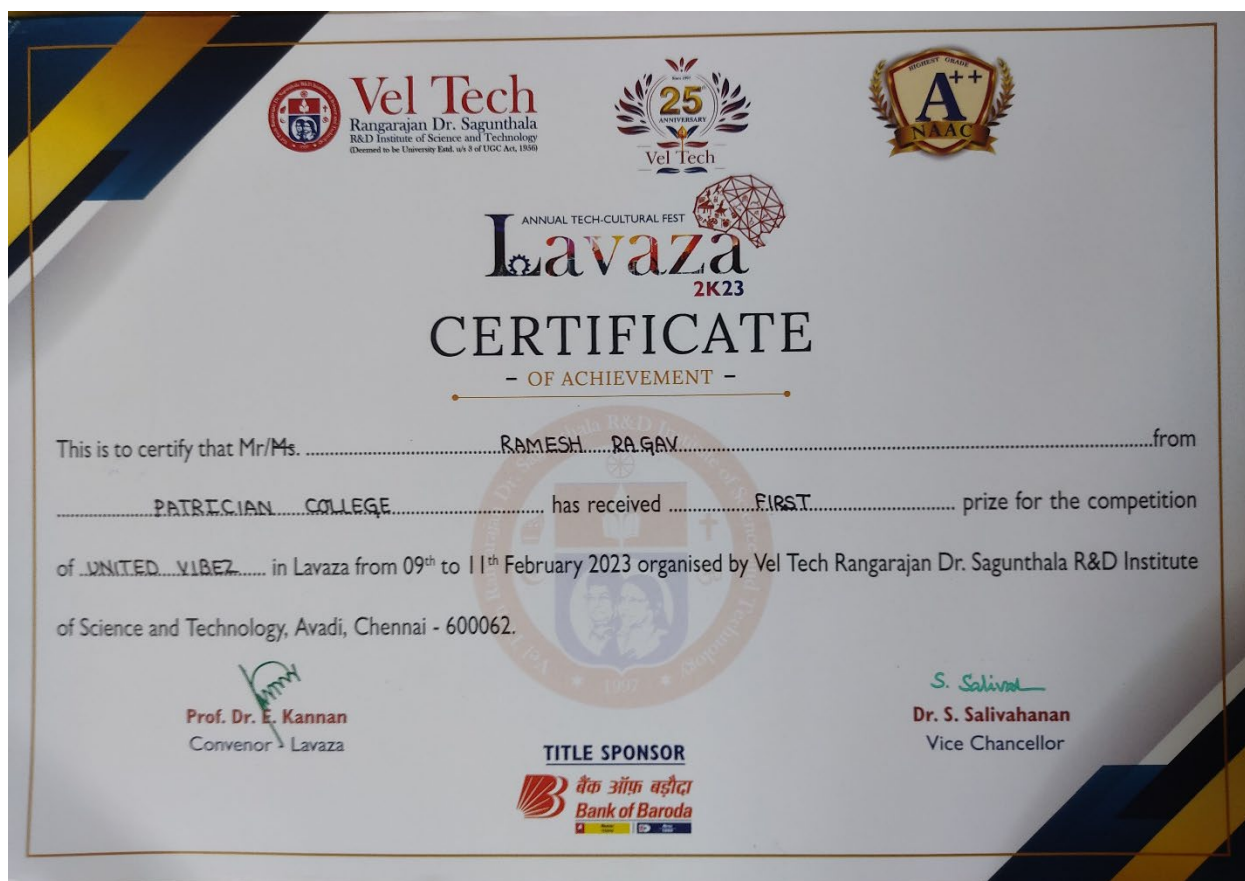 Vel Tech
Rangarajan Dr. Sagunthala
R&D Institute of Science and Technology
(Deemed to be University Estd. u/s 3 of UGC Act, 1956)
Since 1997
25th
ANNIVERSARY
Vel Tech
HIGHEST GRADE
A++
NAAC
ANNUAL TECH-CULTURAL FEST
Lavaza
2K23
CERTIFICATE
- OF ACHIEVEMENT -
This is to certify that Mr/Ms. RAMESH RAGAV from
PATRICIAN COLLEGE has received FIRST prize for the competition
of UNITED VIBEZ in Lavaza from 09th to 11th February 2023 organised by Vel Tech Rangarajan Dr. Sagunthala R&D Institute
of Science and Technology, Avadi, Chennai - 600062.
1997
S. Salivah
Prof. Dr. E. Kannan
Dr. S. Salivahanan
Convenor - Lavaza
Vice Chancellor
TITLE SPONSOR
बैंक ऑफ़ बड़ौदा
Bank of Baroda